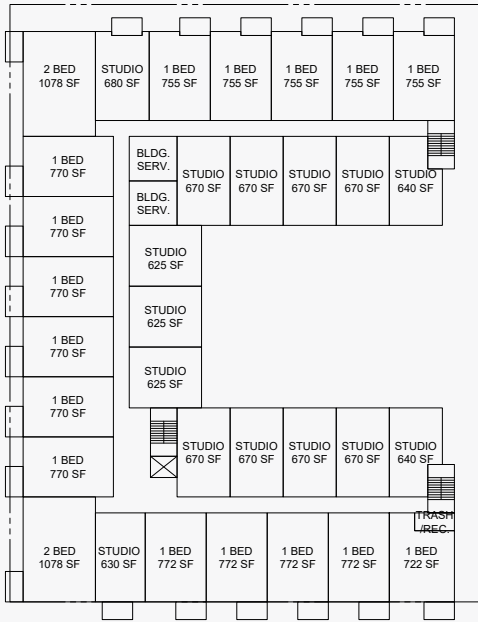 2 BED
1078 SF
STUDIO
680 SF
1 BED
755 SF
1 BED
755 SF
1 BED
755 SF
1 BED
755 SF
1 BED
755 SF
1 BED
770 SF
BLDG.
SERV.
BLDG.
SERV.
STUDIO
670 SF
STUDIO
670 SF
STUDIO
670 SF
STUDIO
670 SF
STUDIO
640 SF
1 BED
770 SF
STUDIO
625 SF
1 BED
770 SF
STUDIO
625 SF
1 BED
770 SF
STUDIO
625 SF
1 BED
770 SF
1 BED
770 SF
STUDIO
670 SF
STUDIO
670 SF
STUDIO
670 SF
STUDIO
670 SF
STUDIO
640 SF
TRASH
/REC.
2 BED
1078 SF
STUDIO
630 SF
1 BED
772 SF
1 BED
772 SF
1 BED
772 SF
1 BED
772 SF
1 BED
722 SF